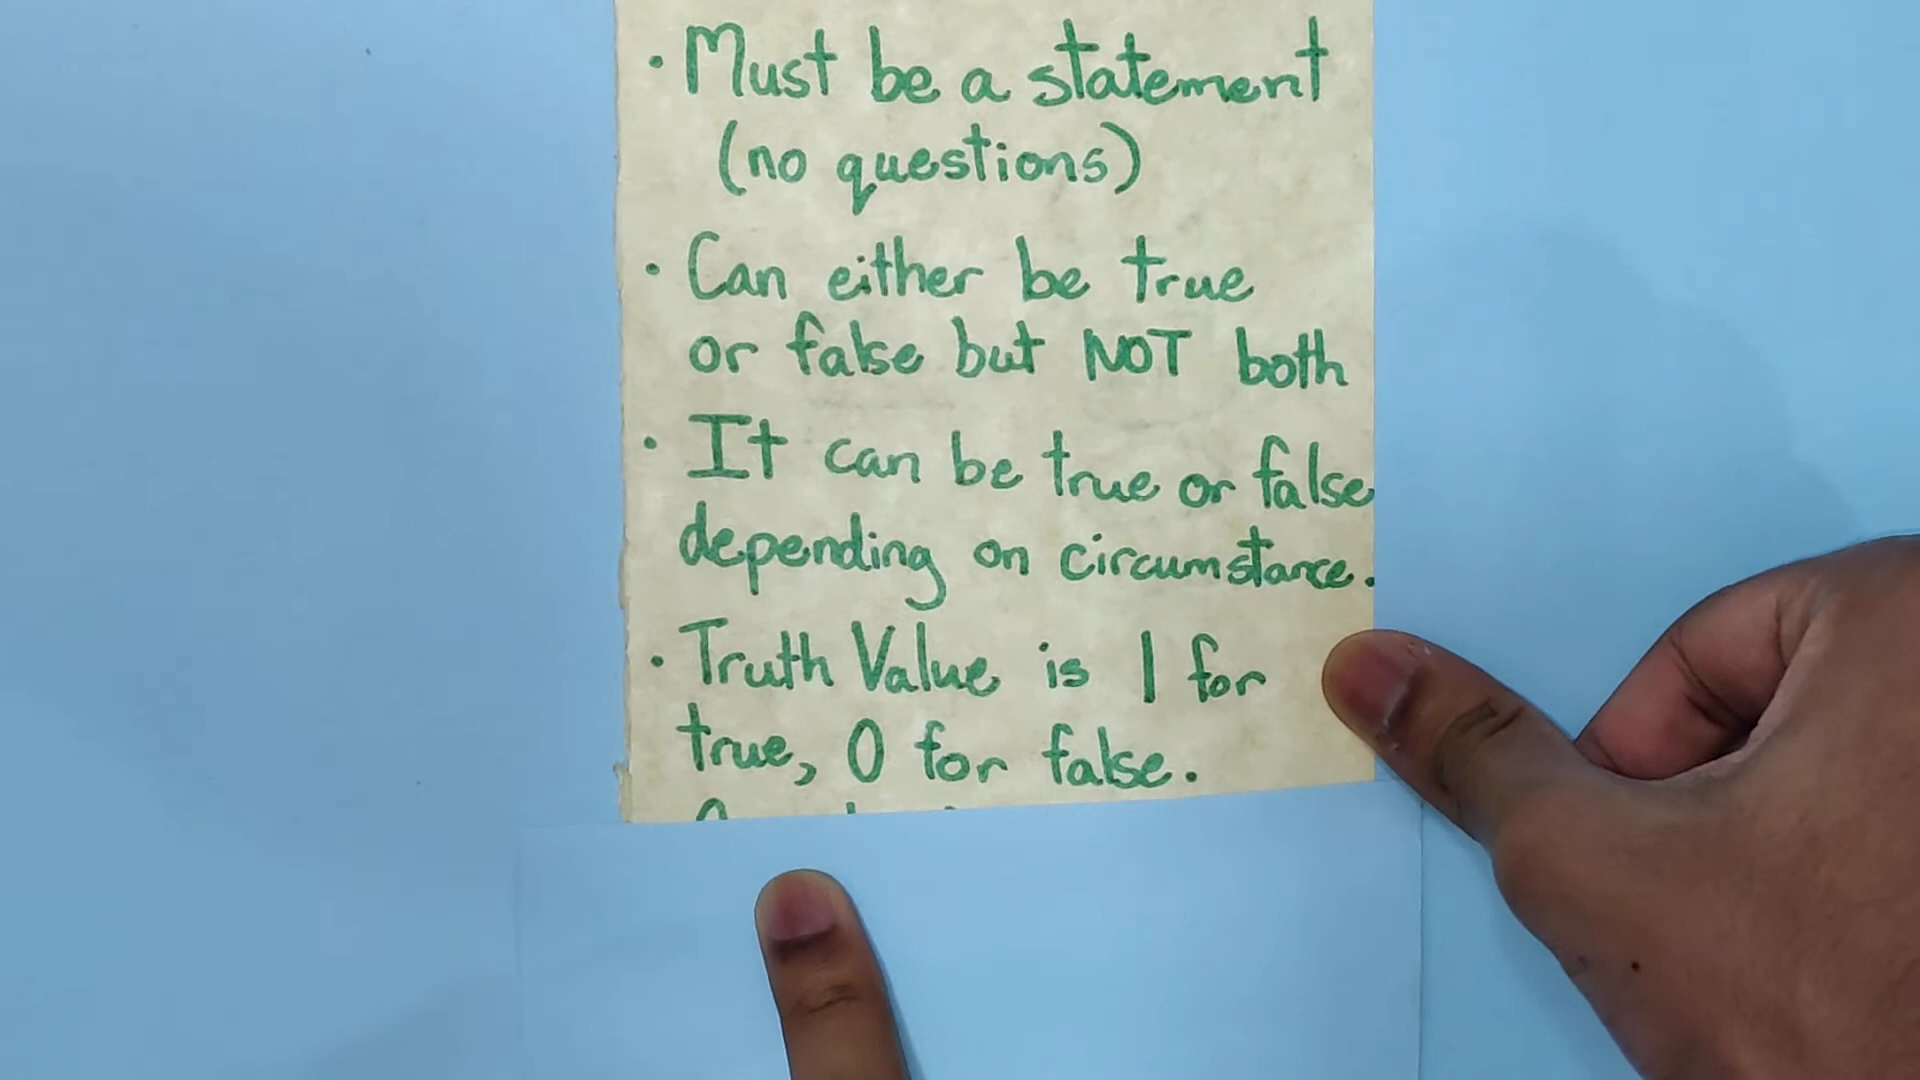 · Must be a statement
(no questions)
· Can either be true
or false but NOT both
· It can be true or false
depending on circumstance.
· Truth Value is 1 for
true, 0 for false.